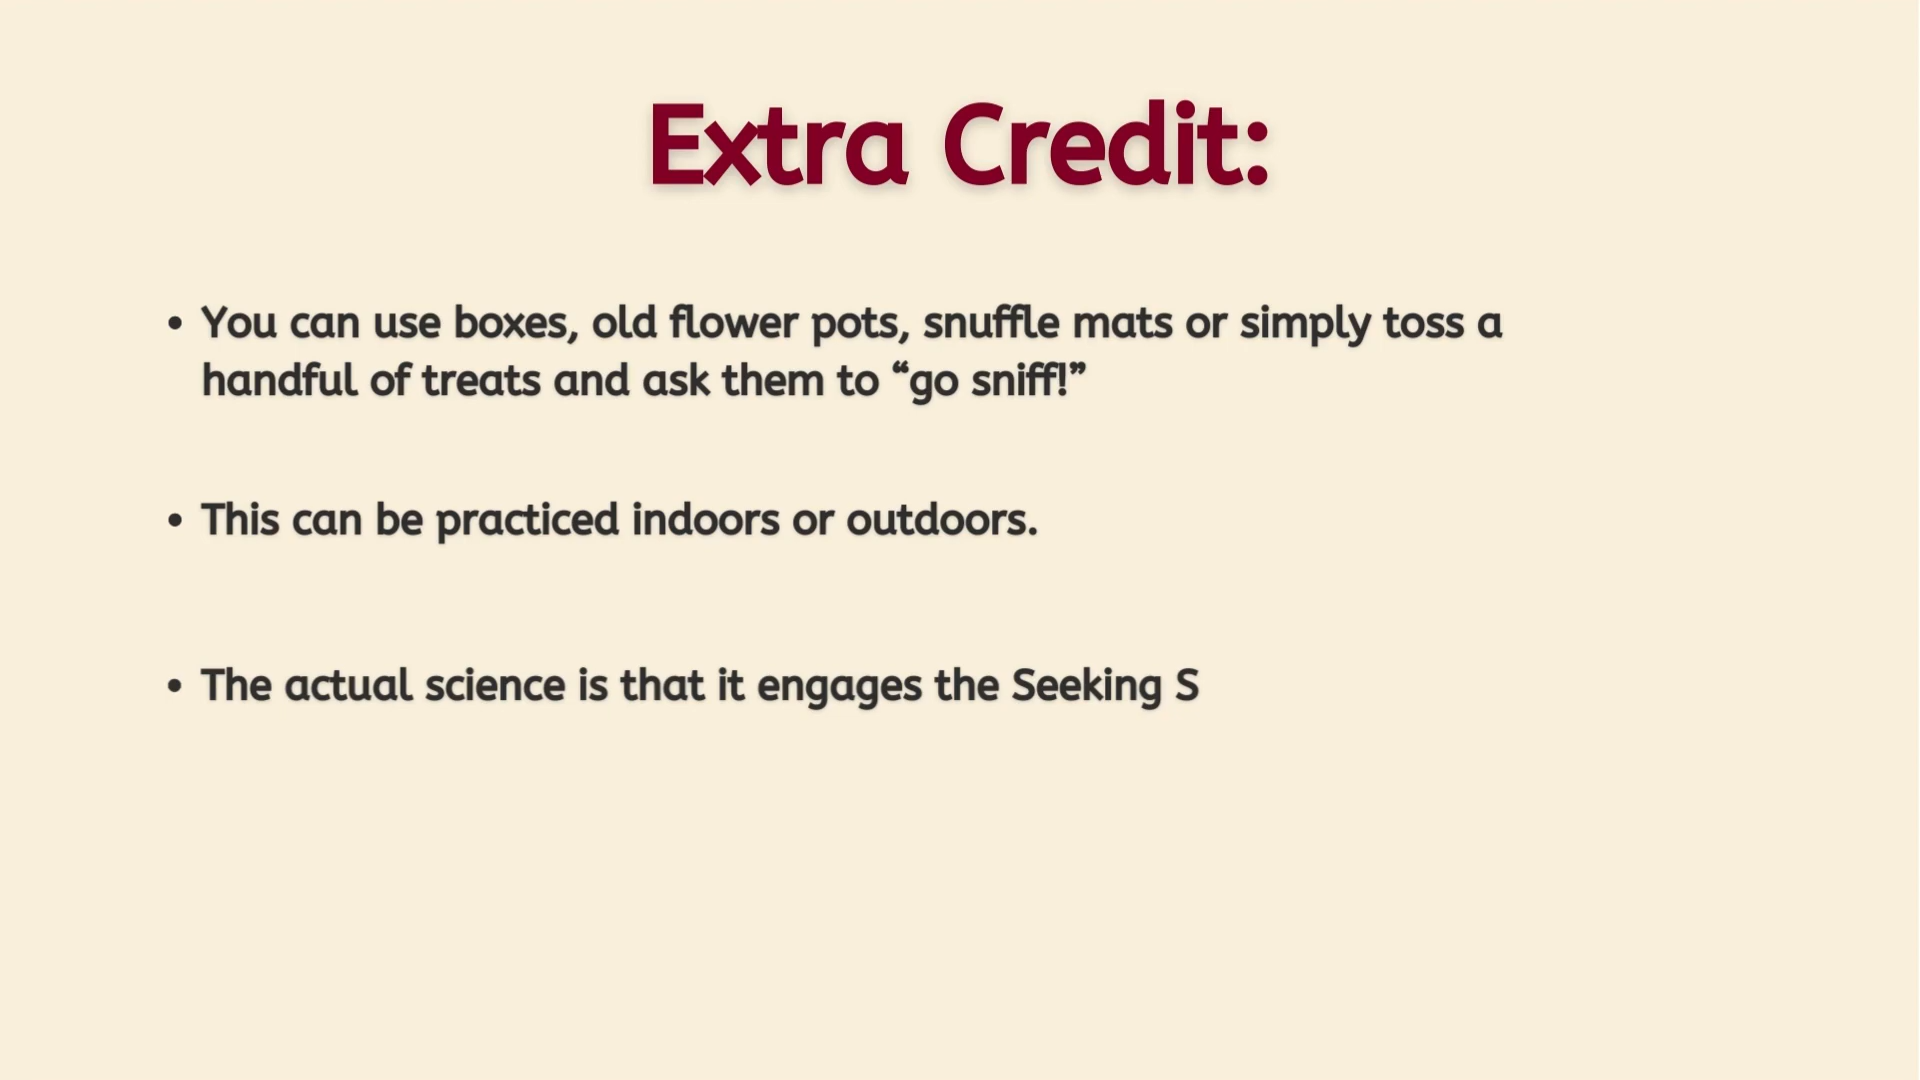 Extra Credit:
• You can use boxes, old flower pots, snuffle mats or simply toss a
handful of treats and ask them to “go sniff!”
• This can be practiced indoors or outdoors.
• The actual science is that it engages the Seeking S